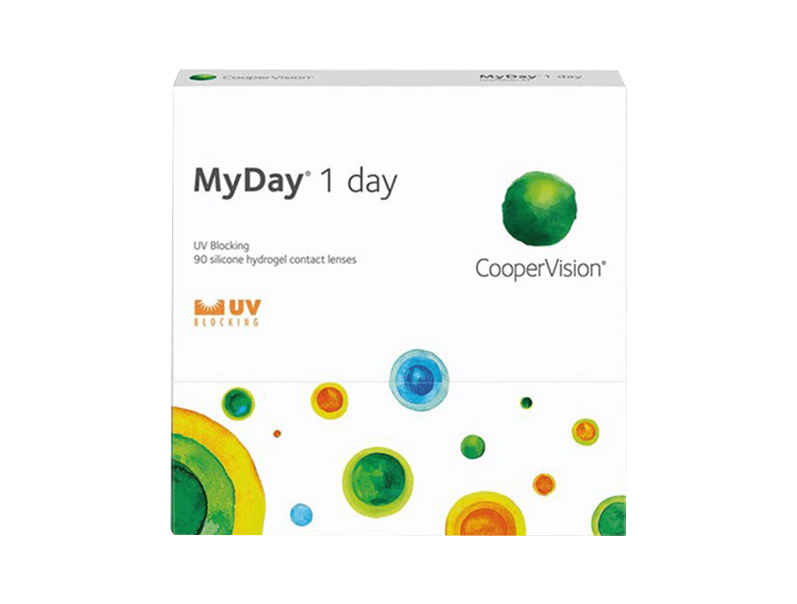 CooperVision®
MyDay® 1 day
MyDay® 1 day
UV Blocking
90 silicone hydrogel contact lenses
UV
BLOCKING
CooperVision®